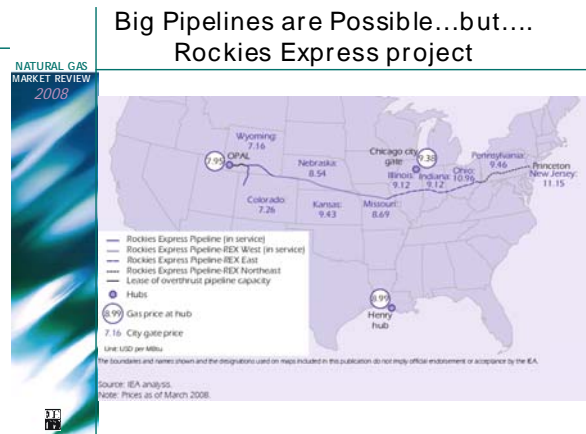 Big Pipelines are Possible…but….
Rockies Express project
NATURAL GAS
MARKET REVIEW
2008
Wyoming:
7.16
7.95
OPAL
Nebraska:
8.54
Chicago city
gate
9.38
Pennsylvania:
9.46
Princeton
New Jersey:
11.15
Illinois:
9.12
Indiana:
9.12
Ohio:
10.96
Colorado:
7.26
Kansas:
9.43
Missouri:
8.69
8.99
Henry
hub
Rockies Express Pipeline (in service)
Rockies Express Pipeline-REX West (in service)
Rockies Express Pipeline-REX East
Rockies Express Pipeline-REX Northeast
Lease of overthrust pipeline capacity
Hubs
8.99 Gas price at hub
7.16 City gate price
Unit: USD per MBtu
The boundaries and names shown and the designations used on maps included in this publication do not imply official endorsement or acceptance by the IEA.
Source: IEA analysis.
Note: Prices as of March 2008.